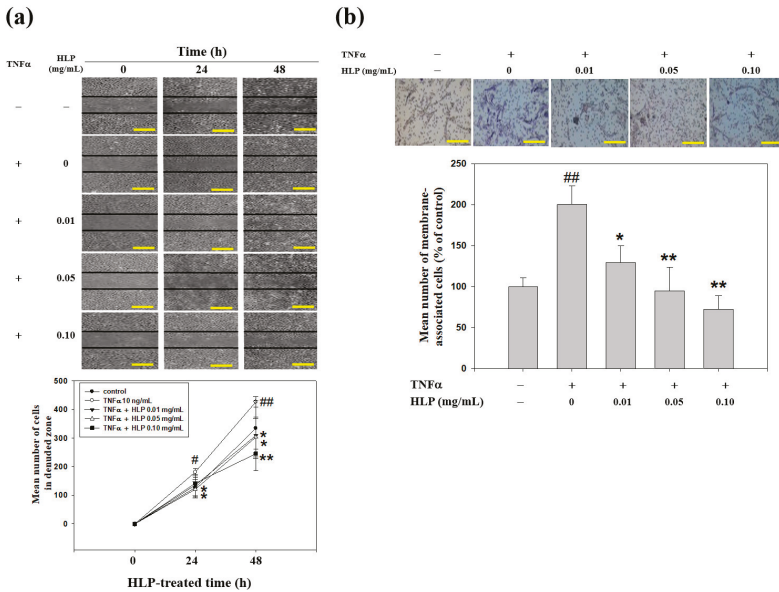 (a)
Time (h)
TNFα HLP (mg/mL) 0 24 48
– –
+ 0
+ 0.01
+ 0.05
+ 0.10
Mean number of cells in denuded zone
500
400
300
200
100
0
control
TNFα 10 ng/mL
TNFα + HLP 0.01 mg/mL
TNFα + HLP 0.05 mg/mL
TNFα + HLP 0.10 mg/mL
#
*
*
##
*
*
**
0 24 48
HLP-treated time (h)
(b)
TNFα – + + + +
HLP (mg/mL) – 0 0.01 0.05 0.10
Mean number of membrane-
associated cells (% of control)
250
200
150
100
50
0
##
*
**
**
TNFα – + + + +
HLP (mg/mL) – 0 0.01 0.05 0.10